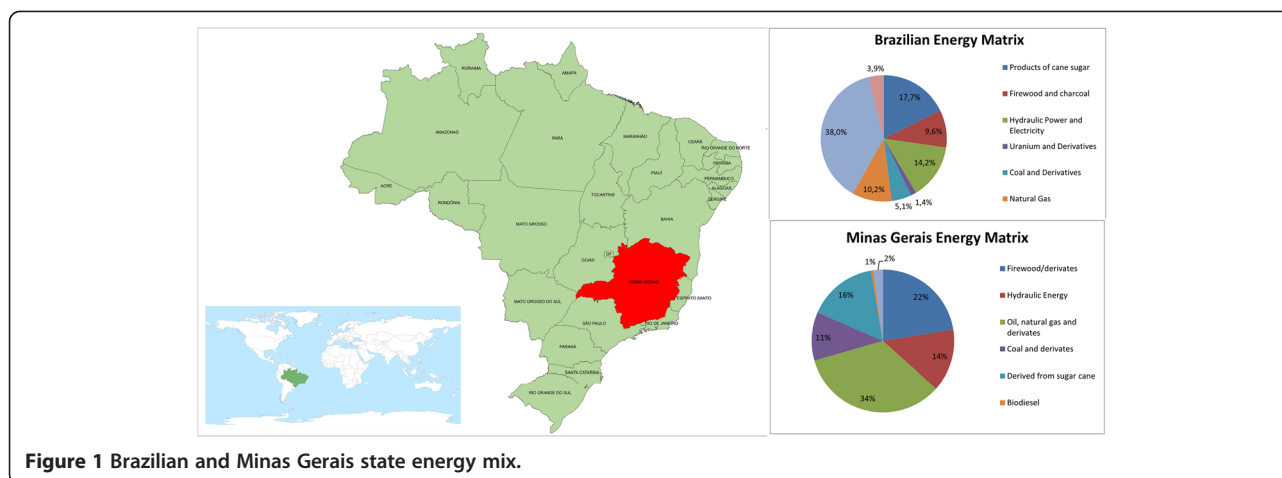 RORAIMA
AMAPÁ
AMAZONAS
PARÁ
MARANHÃO
CEARÁ
RIO GRANDE DO NORTE
PARAÍBA
PERNAMBUCO
ALAGOAS
SERGIPE
PIAUÍ
ACRE
RONDÔNIA
TOCANTINS
BAHIA
MATO GROSSO
GOIÁS
DF
MINAS GERAIS
ESPÍRITO SANTO
MATO GROSSO DO SUL
SÃO PAULO
RIO DE JANEIRO
PARANÁ
SANTA CATARINA
RIO GRANDE DO SUL
Brazilian Energy Matrix
3,9%
17,7%
9,6%
14,2%
1,4%
5,1%
10,2%
38,0%
Products of cane sugar
Firewood and charcoal
Hydraulic Power and
Electricity
Uranium and Derivatives
Coal and Derivatives
Natural Gas
Minas Gerais Energy Matrix
1%
2%
22%
14%
34%
11%
16%
Firewood/derivates
Hydraulic Energy
Oil, natural gas and
derivates
Coal and derivates
Derived from sugar cane
Biodiesel
Figure 1 Brazilian and Minas Gerais state energy mix.